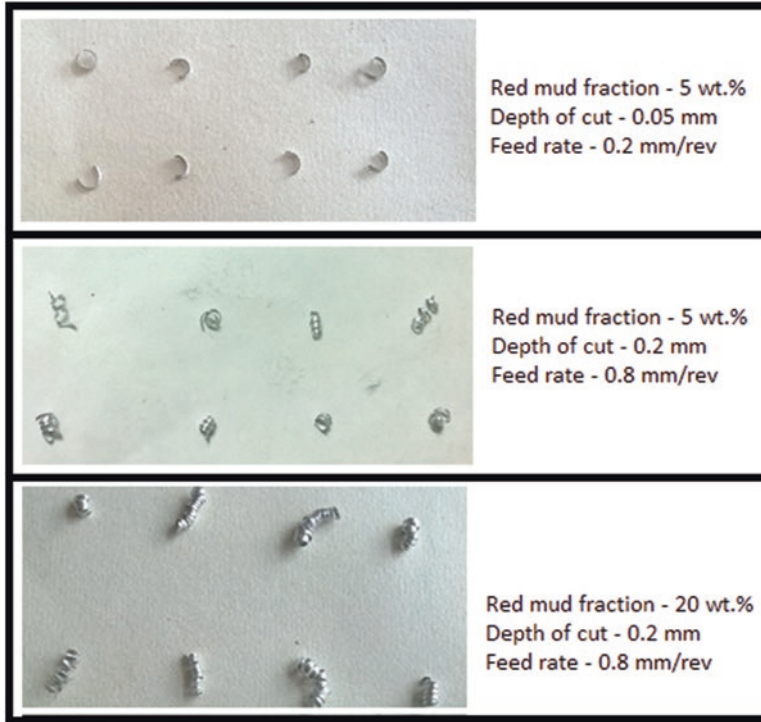 Red mud fraction - 5 wt.%
Depth of cut - 0.05 mm
Feed rate - 0.2 mm/rev
Red mud fraction - 5 wt.%
Depth of cut - 0.2 mm
Feed rate - 0.8 mm/rev
Red mud fraction - 20 wt.%
Depth of cut - 0.2 mm
Feed rate - 0.8 mm/rev